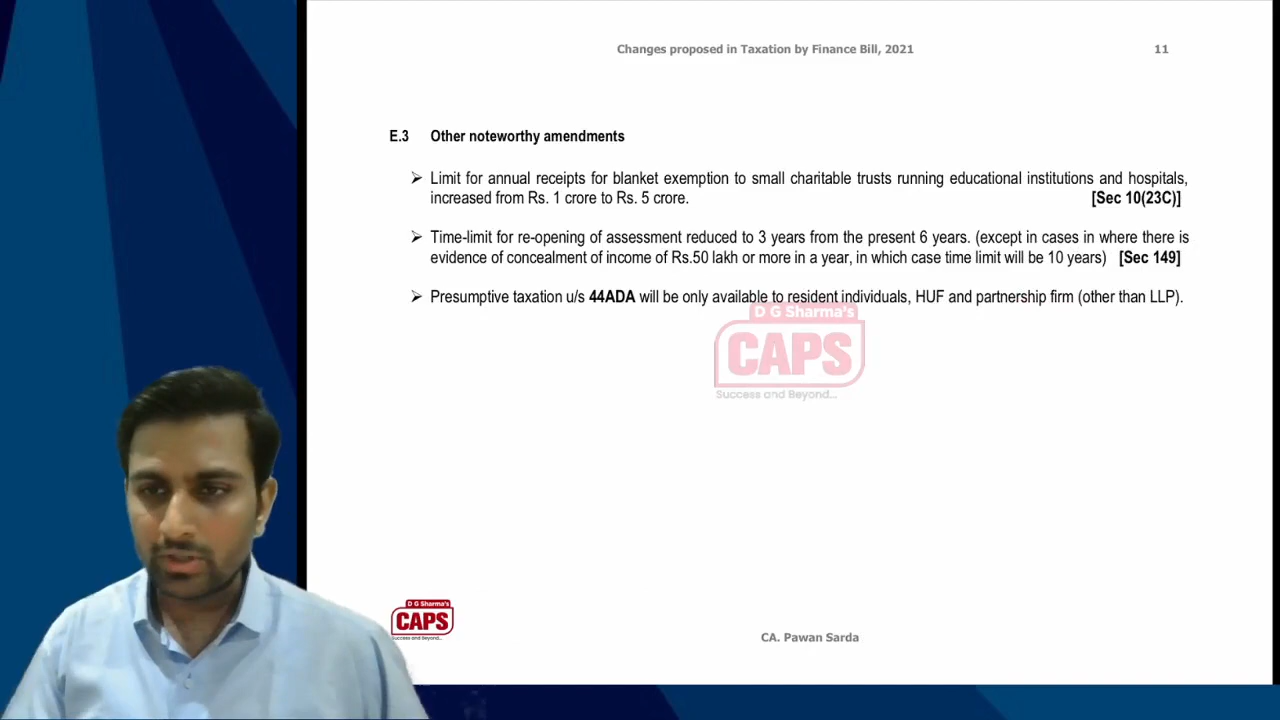 Changes proposed in Taxation by Finance Bill, 2021 11
E.3 Other noteworthy amendments
➢ Limit for annual receipts for blanket exemption to small charitable trusts running educational institutions and hospitals,
increased from Rs. 1 crore to Rs. 5 crore. [Sec 10(23C)]
➢ Time-limit for re-opening of assessment reduced to 3 years from the present 6 years. (except in cases in where there is
evidence of concealment of income of Rs.50 lakh or more in a year, in which case time limit will be 10 years) [Sec 149]
➢ Presumptive taxation u/s 44ADA will be only available to resident individuals, HUF and partnership firm (other than LLP).
D G Sharma's
CAPS
Success and Beyond...
D G Sharma's
CAPS
Success and Beyond...
CA. Pawan Sarda